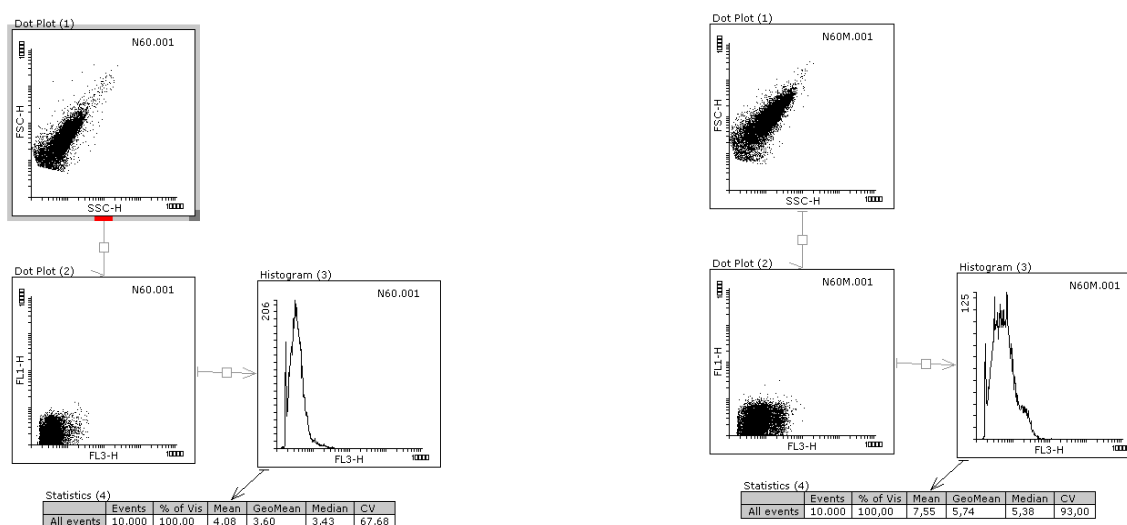 Dot Plot (1)
N60.001
FSC-H
SSC-H
10000
Dot Plot (2)
N60.001
FL1-H
FL3-H
10000
Histogram (3)
N60.001
206
FL3-H
10000
Statistics (4)
Events % of Vis Mean GeoMean Median CV
All events 10.000 100,00 4,08 3,60 3,43 67,68
Dot Plot (1)
N60M.001
FSC-H
SSC-H
10000
Dot Plot (2)
N60M.001
FL1-H
FL3-H
10000
Histogram (3)
N60M.001
125
FL3-H
10000
Statistics (4)
Events % of Vis Mean GeoMean Median CV
All events 10.000 100,00 7,55 5,74 5,38 93,00